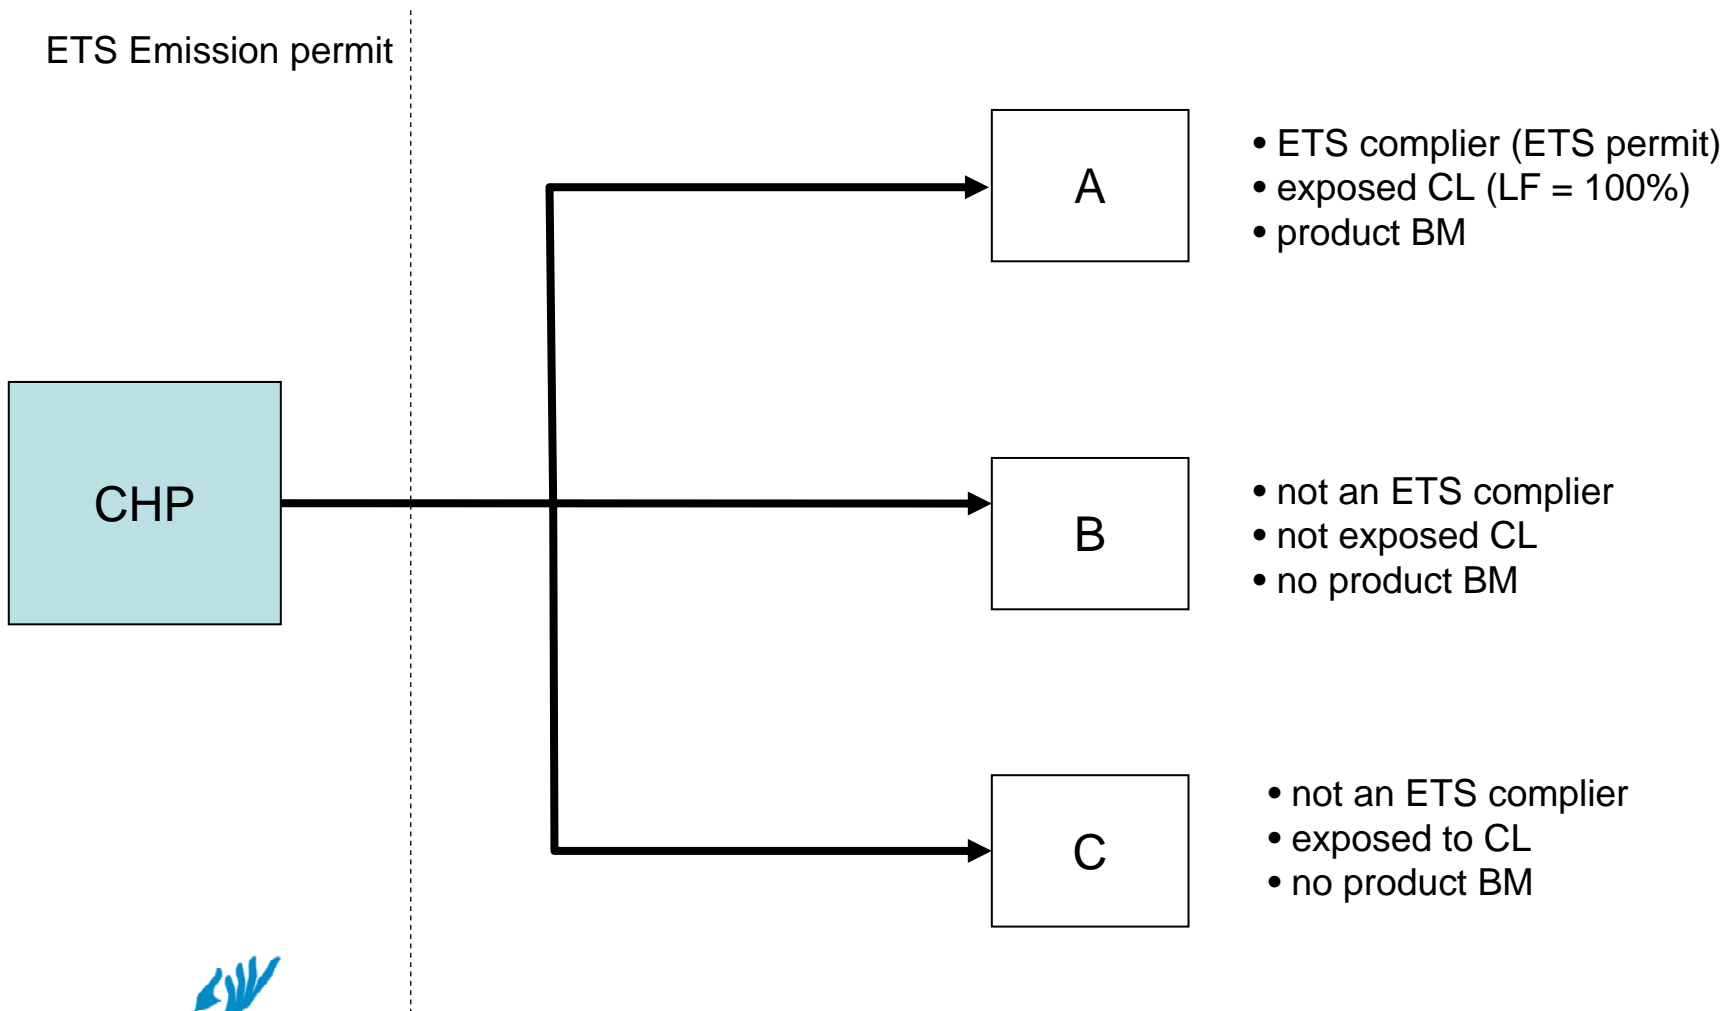 ETS Emission permit
A
• ETS complier (ETS permit)
• exposed CL (LF = 100%)
• product BM
CHP
B
• not an ETS complier
• not exposed CL
• no product BM
C
• not an ETS complier
• exposed to CL
• no product BM